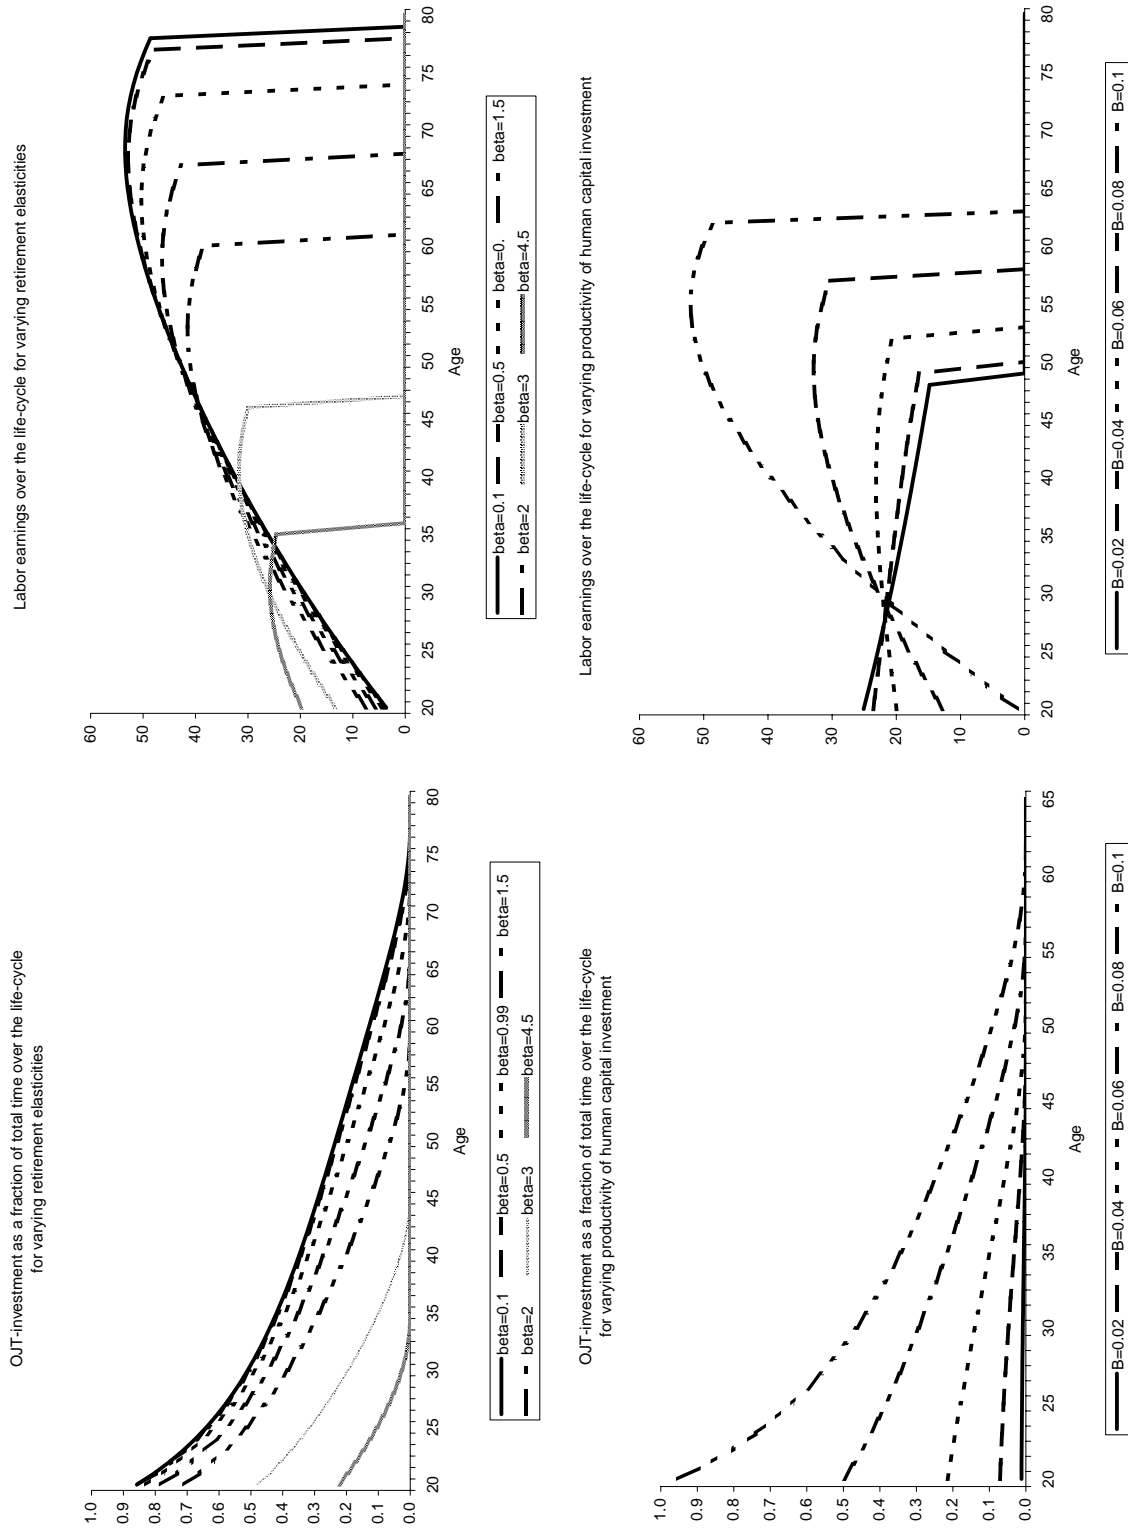 OJT-investment as a fraction of total time over the life-cycle
for varying retirement elasticities
1.0
0.9
0.8
0.7
0.6
0.5
0.4
0.3
0.2
0.1
0.0
20 25 30 35 40 45 50 55 60 65 70 75 80
Age
beta=0.1 beta=0.5 beta=0.99 beta=1.5
beta=2 beta=3 beta=4.5
Labor earnings over the life-cycle for varying retirement elasticities
60
50
40
30
20
10
0
20 25 30 35 40 45 50 55 60 65 70 75 80
Age
beta=0.1 beta=0.5 beta=0. beta=1.5
beta=2 beta=3 beta=4.5
OJT-investment as a fraction of total time over the life-cycle
for varying productivity of human capital investment
1.0
0.9
0.8
0.7
0.6
0.5
0.4
0.3
0.2
0.1
0.0
20 25 30 35 40 45 50 55 60 65
Age
B=0.02 B=0.04 B=0.06 B=0.08 B=0.1
Labor earnings over the life-cycle for varying productivity of human capital investment
60
50
40
30
20
10
0
20 25 30 35 40 45 50 55 60 65 70 75 80
Age
B=0.02 B=0.04 B=0.06 B=0.08 B=0.1